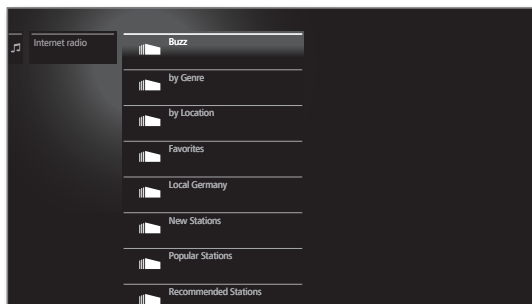 Internet radio
Buzz
by Genre
by Location
Favorites
Local Germany
New Stations
Popular Stations
Recommended Stations